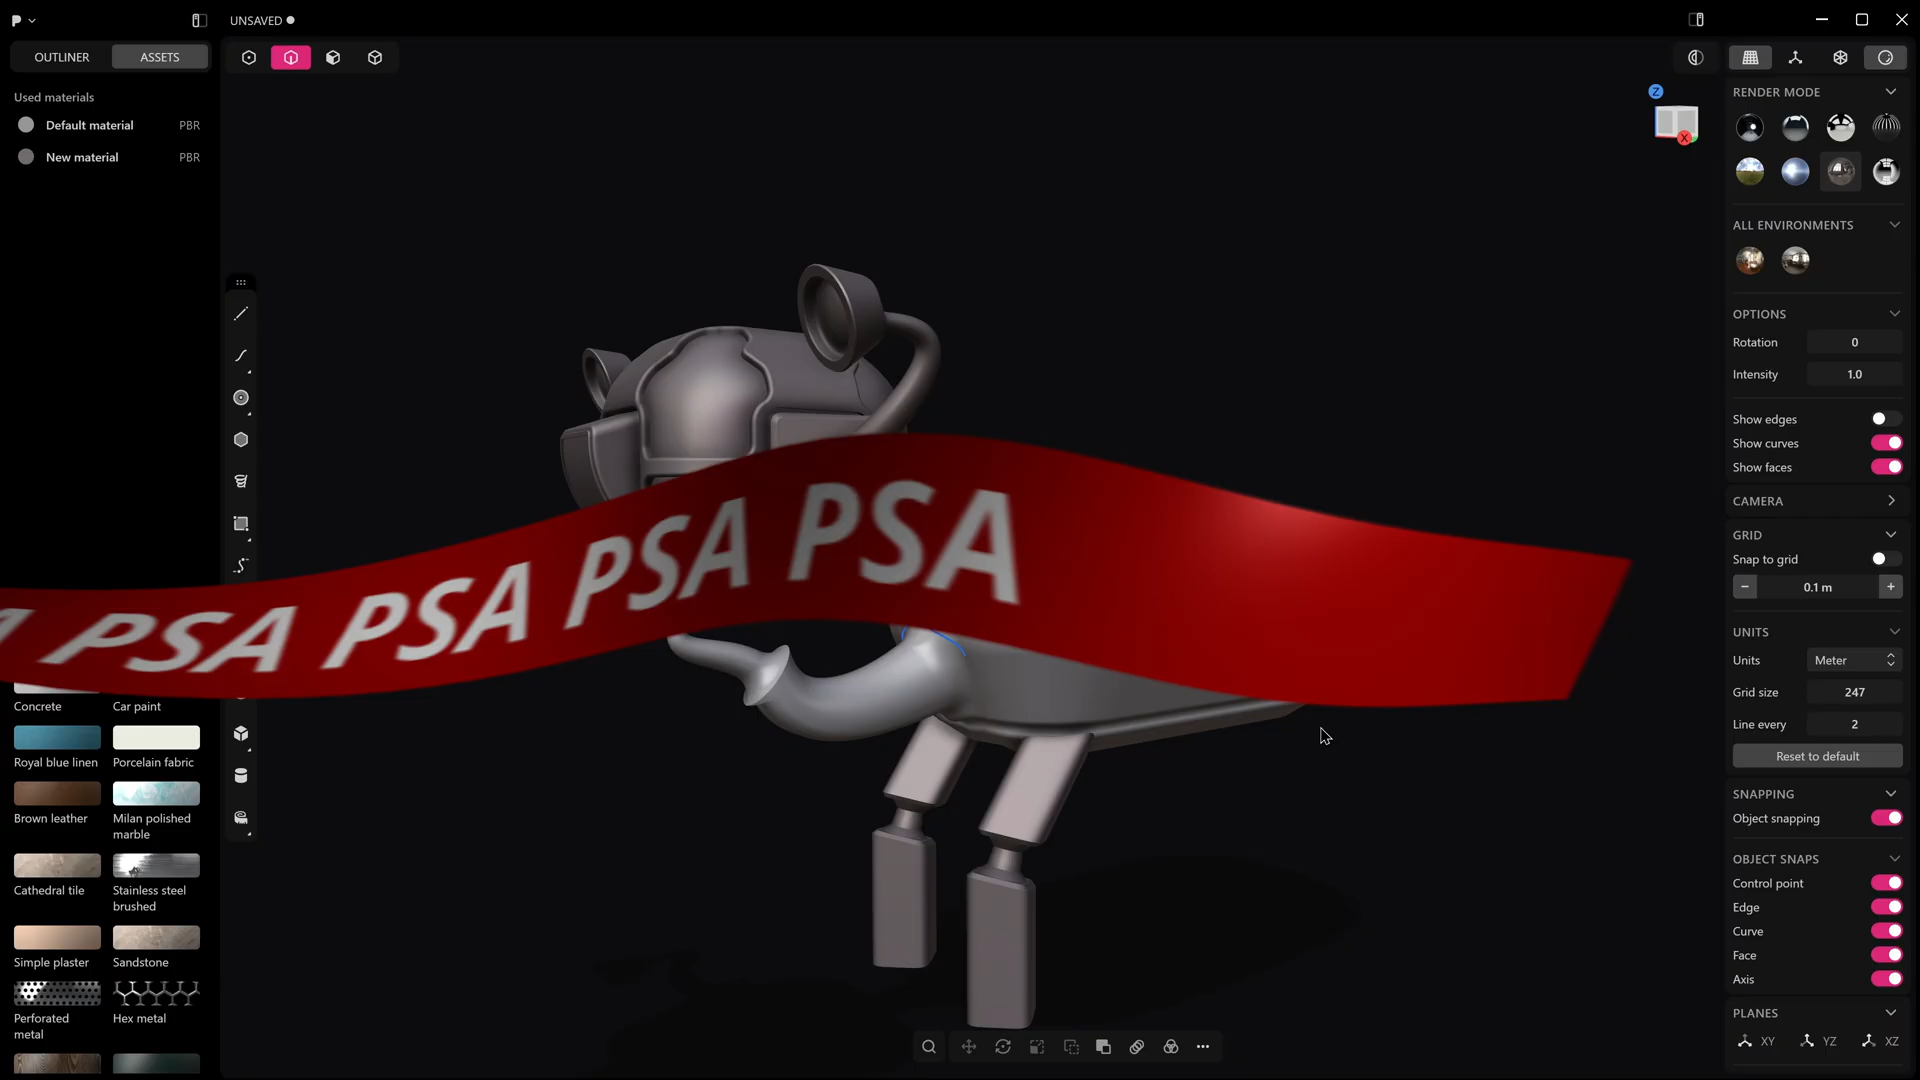 UNSAVED
OUTLINER ASSETS
Used materials
Default material PBR
New material PBR
Concrete Car paint
Royal blue linen Porcelain fabric
Brown leather Milan polished
marble
Cathedral tile Stainless steel
brushed
Simple plaster Sandstone
Perforated Hex metal
metal
PSA PSA PSA PSA
Z
X
RENDER MODE
ALL ENVIRONMENTS
OPTIONS
Rotation 0
Intensity 1.0
Show edges
Show curves
Show faces
CAMERA
GRID
Snap to grid
− 0.1 m +
UNITS
Units Meter
Grid size 247
Line every 2
Reset to default
SNAPPING
Object snapping
OBJECT SNAPS
Control point
Edge
Curve
Face
Axis
PLANES
XY YZ XZ